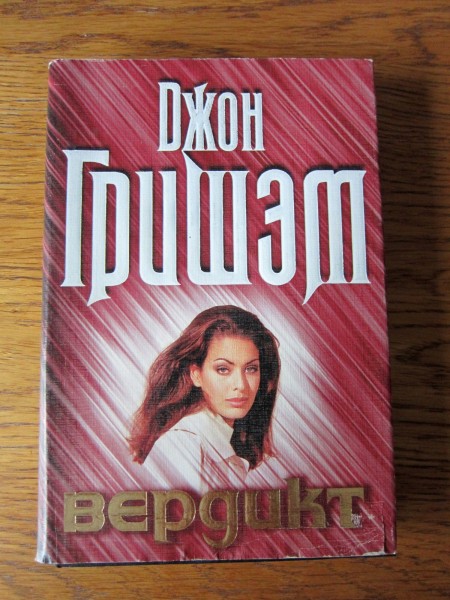 Джон
Гришэм
Вердикт